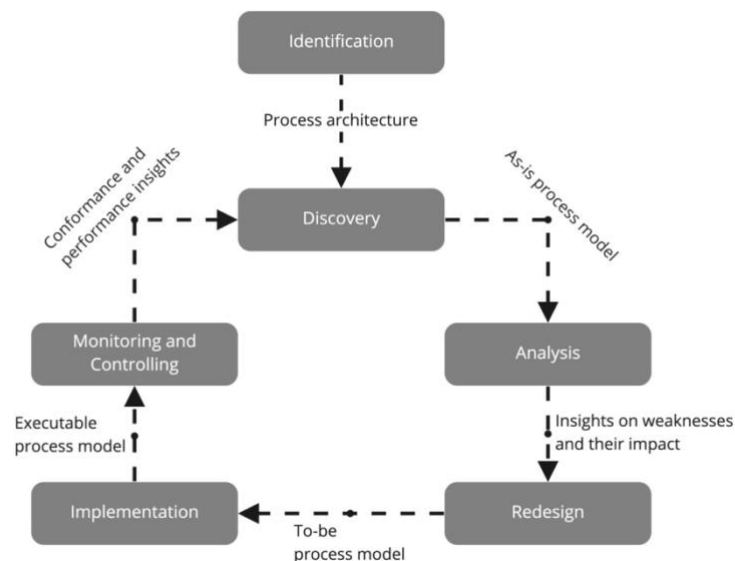 Identification
Process architecture
Conformance and
performance insights
Discovery
As-is process model
Monitoring and
Controlling
Analysis
Executable
process model
Insights on weaknesses
and their impact
Implementation
Redesign
To-be
process model